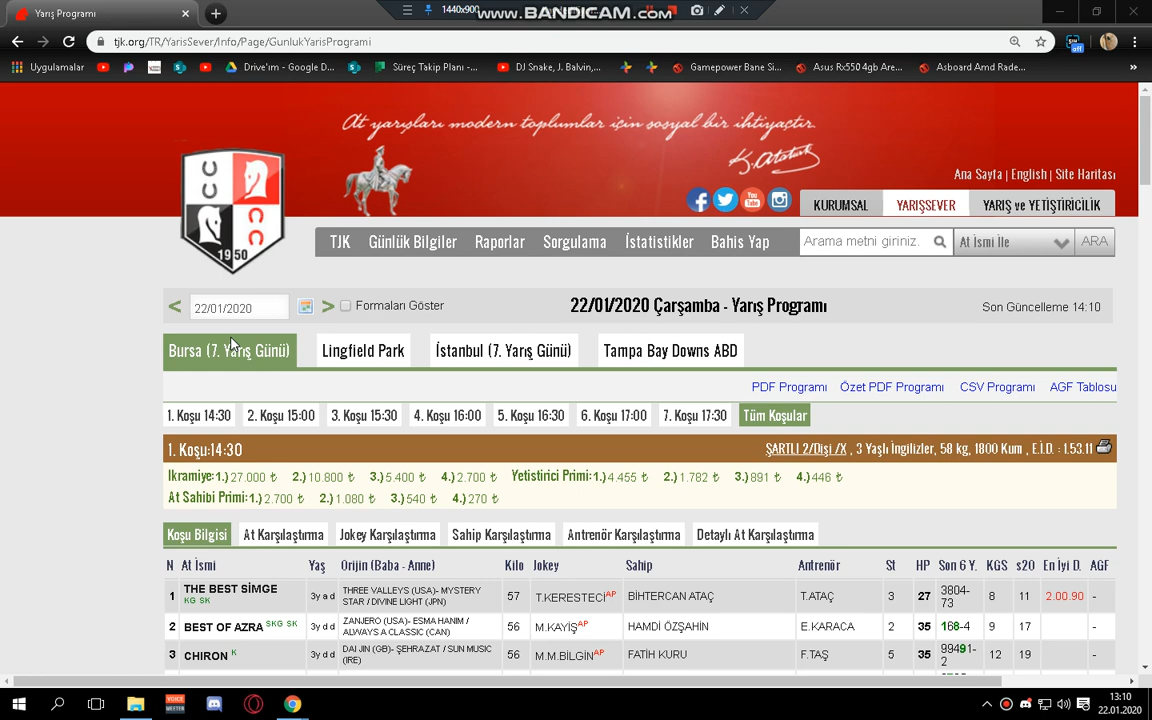 Yarış Programı
1440x900
www.BANDICAM.com
tjk.org/TR/YarisSever/Info/Page/GunlukYarisProgrami
off
Uygulamalar
Drive'ım - Google D...
Süreç Takip Planı -...
DJ Snake, J. Balvin,...
Gamepower Bane Si...
Asus Rx550 4gb Are...
Asboard Amd Rade...
»
At yarışları modern toplumlar için sosyal bir ihtiyaçtır.
K.Atatürk
Ana Sayfa | English | Site Haritası
KURUMSAL YARIŞSEVER YARIŞ ve YETİŞTİRİCİLİK
1950
TJK Günlük Bilgiler Raporlar Sorgulama İstatistikler Bahis Yap
Arama metni giriniz. At İsmi İle ARA
< 22/01/2020 > Formaları Göster 22/01/2020 Çarşamba - Yarış Programı Son Güncelleme 14:10
Bursa (7. Yarış Günü) Lingfield Park İstanbul (7. Yarış Günü) Tampa Bay Downs ABD
PDF Programı Özet PDF Programı CSV Programı AGF Tablosu
1. Koşu 14:30 2. Koşu 15:00 3. Koşu 15:30 4. Koşu 16:00 5. Koşu 16:30 6. Koşu 17:00 7. Koşu 17:30 Tüm Koşular
1. Koşu:14:30 ŞARTLI 2/Dişi /X , 3 Yaşlı İngilizler, 58 kg, 1800 Kum , E.İ.D. : 1.53.11
İkramiye:1.) 27.000 ₺ 2.) 10.800 ₺ 3.) 5.400 ₺ 4.) 2.700 ₺ Yetistirici Primi:1.) 4.455 ₺ 2.) 1.782 ₺ 3.) 891 ₺ 4.) 446 ₺
At Sahibi Primi:1.) 2.700 ₺ 2.) 1.080 ₺ 3.) 540 ₺ 4.) 270 ₺
Koşu Bilgisi At Karşılaştırma Jokey Karşılaştırma Sahip Karşılaştırma Antrenör Karşılaştırma Detaylı At Karşılaştırma
N At İsmi Yaş Orijin (Baba - Anne) Kilo Jokey Sahip Antrenör St HP Son 6 Y. KGS s20 En İyi D. AGF
1 THE BEST SİMGE KG SK 3y a d THREE VALLEYS (USA)- MYSTERY STAR / DIVINE LIGHT (JPN) 57 T.KERESTECİ AP BİHTERCAN ATAÇ T.ATAÇ 3 27 3804-73 8 11 2.00.90 -
2 BEST OF AZRA SKG SK 3y d d ZANJERO (USA)- ESMA HANIM / ALWAYS A CLASSIC (CAN) 56 M.KAYİŞ AP HAMDİ ÖZŞAHİN E.KARACA 2 35 168-4 9 17 -
3 CHIRON K 3y d d DAI JIN (GB)- ŞEHRAZAT / SUN MUSIC (IRE) 56 M.M.BİLGİN AP FATİH KURU F.TAŞ 5 35 99491-2 12 19 -
VOICE MEETER
13:10
22.01.2020